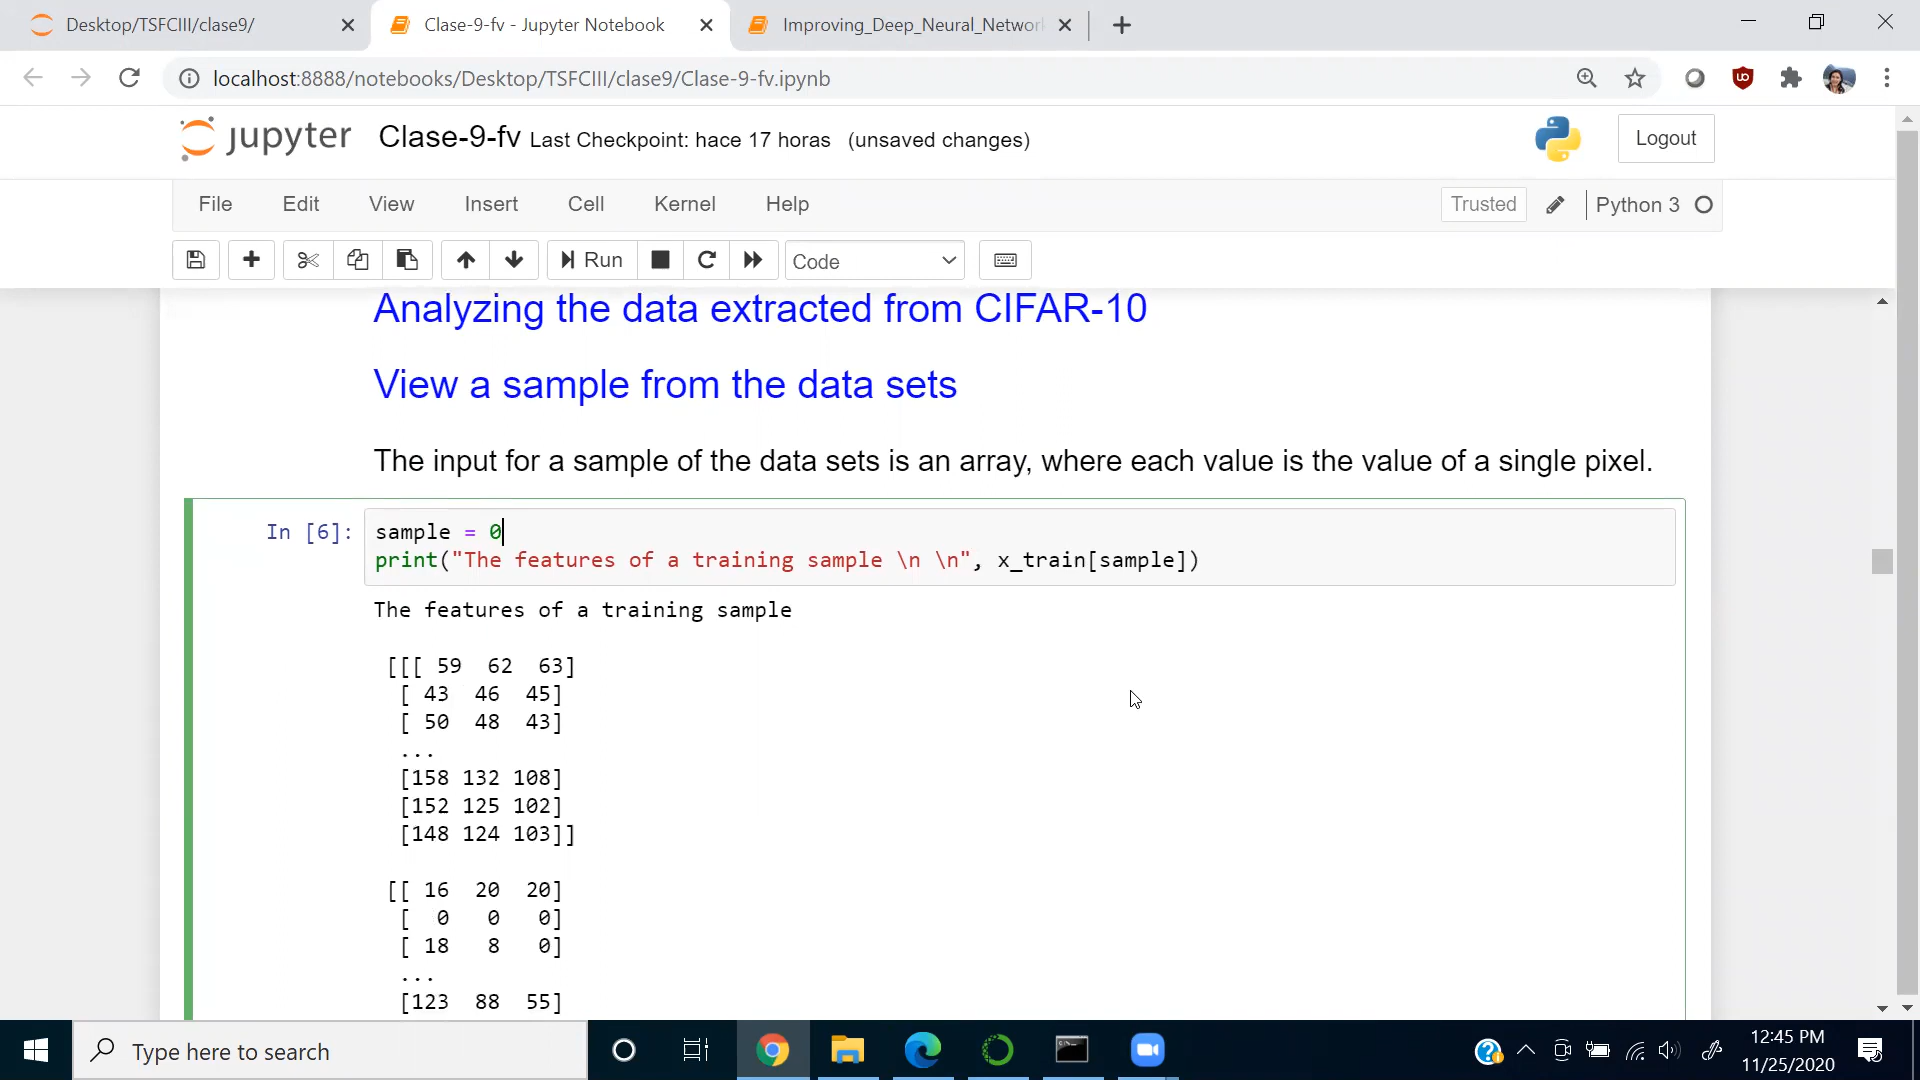 Desktop/TSFCIII/clase9/
Clase-9-fv - Jupyter Notebook
Improving_Deep_Neural_Network
localhost:8888/notebooks/Desktop/TSFCIII/clase9/Clase-9-fv.ipynb
jupyter Clase-9-fv Last Checkpoint: hace 17 horas (unsaved changes)
Logout
File Edit View Insert Cell Kernel Help
Trusted Python 3
Run Code
Analyzing the data extracted from CIFAR-10
View a sample from the data sets
The input for a sample of the data sets is an array, where each value is the value of a single pixel.
In [6]: sample = 0
print("The features of a training sample \n \n", x_train[sample])
The features of a training sample
[[[ 59 62 63]
[ 43 46 45]
[ 50 48 43]
...
[158 132 108]
[152 125 102]
[148 124 103]]
[[ 16 20 20]
[ 0 0 0]
[ 18 8 0]
...
[123 88 55]
Type here to search
12:45 PM
11/25/2020